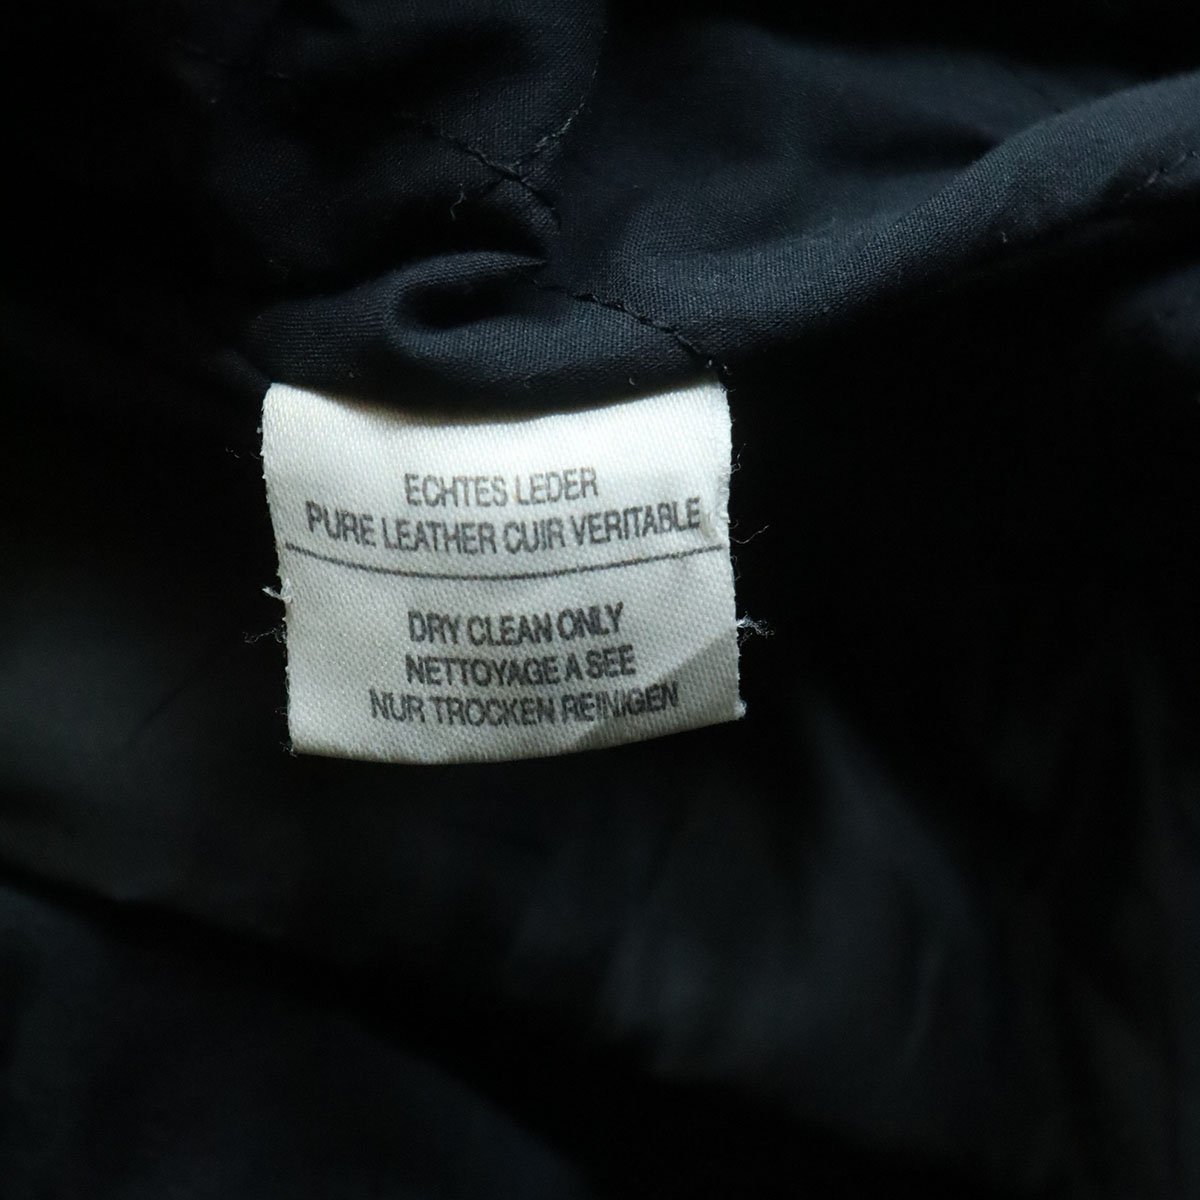 ECHTES LEDER
PURE LEATHER CUIR VERITABLE
DRY CLEAN ONLY
NETTOYAGE A SEE
NUR TROCKEN REINIGEN